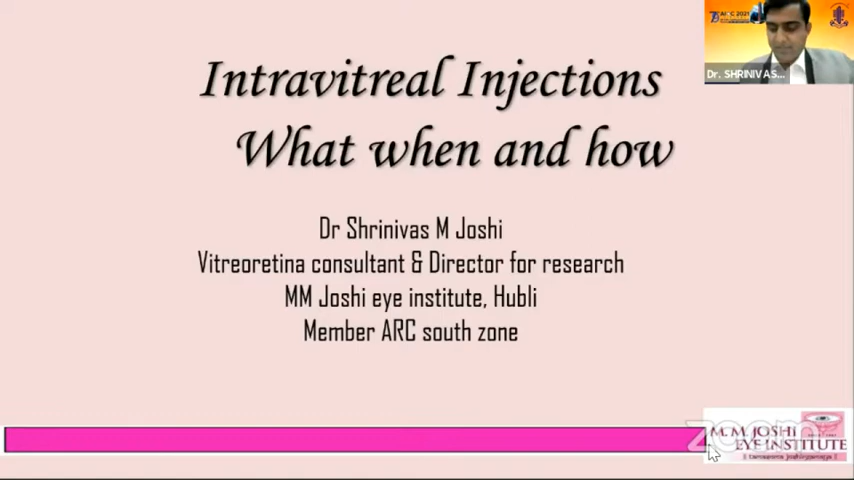 Intravitreal Injections
What when and how
Dr Shrinivas M Joshi
Vitreoretina consultant & Director for research
MM Joshi eye institute, Hubli
Member ARC south zone
Dr. SHRINIVAS...
zoom
M.M. JOSHI
EYE INSTITUTE